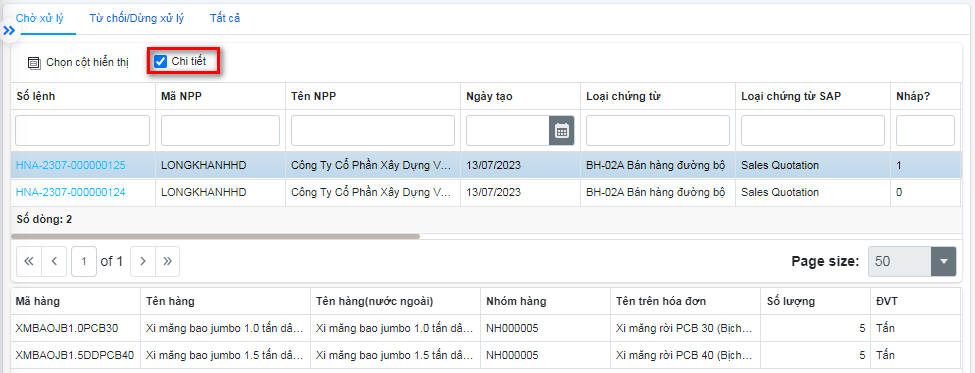 Chờ xử lý Từ chối/Dừng xử lý Tất cả
Chọn cột hiển thị Chi tiết
Số lệnh Mã NPP Tên NPP Ngày tạo Loại chứng từ Loại chứng từ SAP Nháp?
HNA-2307-000000125 LONGKHANHHD Công Ty Cổ Phần Xây Dựng V... 13/07/2023 BH-02A Bán hàng đường bộ Sales Quotation 1
HNA-2307-000000124 LONGKHANHHD Công Ty Cổ Phần Xây Dựng V... 13/07/2023 BH-02A Bán hàng đường bộ Sales Quotation 0
Số dòng: 2
1 of 1 Page size: 50
Mã hàng Tên hàng Tên hàng(nước ngoài) Nhóm hàng Tên trên hóa đơn Số lượng ĐVT
XMBAOJB1.0PCB30 Xi măng bao jumbo 1.0 tấn dâ... Xi măng bao jumbo 1.0 tấn dâ... NH000005 Xi măng rời PCB 30 (Bịch... 5 Tấn
XMBAOJB1.5DDPCB40 Xi măng bao jumbo 1.5 tấn dâ... Xi măng bao jumbo 1.5 tấn dâ... NH000005 Xi măng rời PCB 40 (Bịch... 5 Tấn